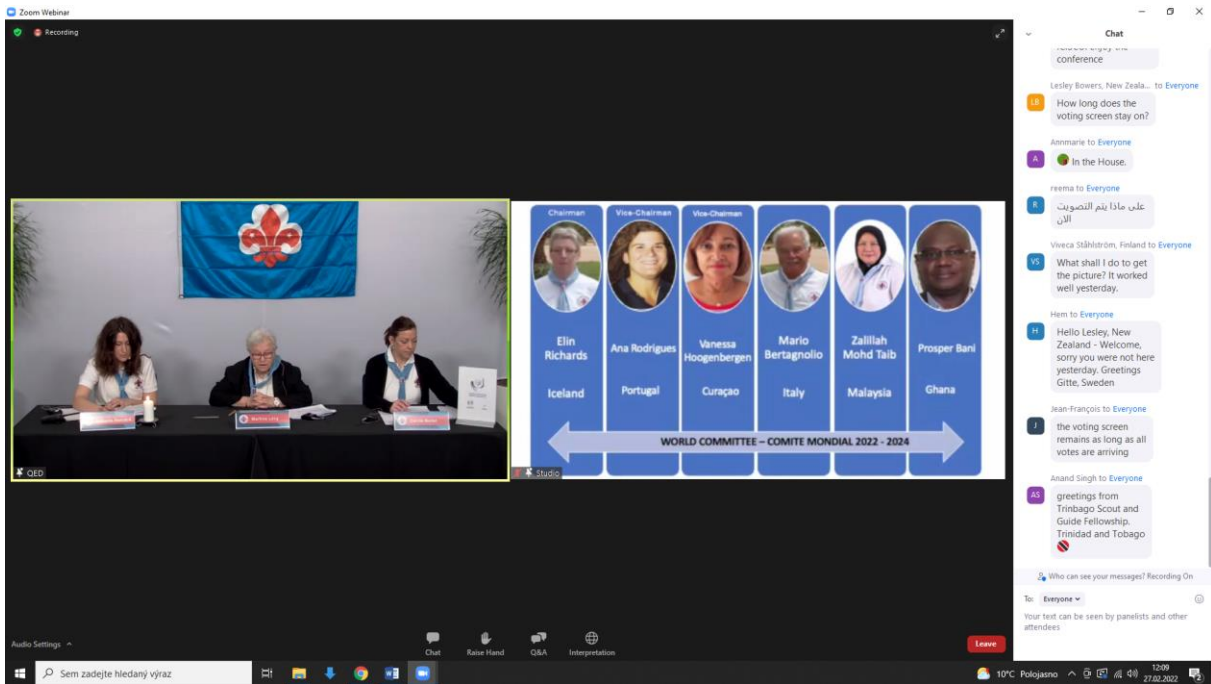 Zoom Webinar
Recording
Chairman
Vice-Chairman
Vice-Chairman
Elin
Richards
Iceland
Ana Rodrigues
Portugal
Vanessa
Hoogenbergen
Curaçao
Mario
Bertagnolio
Italy
Zalillah
Mohd Taib
Malaysia
Prosper Bani
Ghana
WORLD COMMITTEE – COMITE MONDIAL 2022 - 2024
QED
Studio
Chat
conference
Lesley Bowers, New Zeala... to Everyone
LB
How long does the
voting screen stay on?
Annmarie to Everyone
A
In the House.
reema to Everyone
R
على ماذا يتم التصويت
الان
Viveca Ståhlström, Finland to Everyone
VS
What shall I do to get
the picture? It worked
well yesterday.
Hem to Everyone
H
Hello Lesley, New
Zealand - Welcome,
sorry you were not here
yesterday. Greetings
Gitte, Sweden
Jean-François to Everyone
J
the voting screen
remains as long as all
votes are arriving
Anand Singh to Everyone
AS
greetings from
Trinbago Scout and
Guide Fellowship.
Trinidad and Tobago
Who can see your messages? Recording On
To: Everyone
Your text can be seen by panelists and other
attendees
Audio Settings
Chat
Raise Hand
Q&A
Interpretation
Leave
Sem zadejte hledaný výraz
10°C Polojasno
12:09
27.02.2022
2